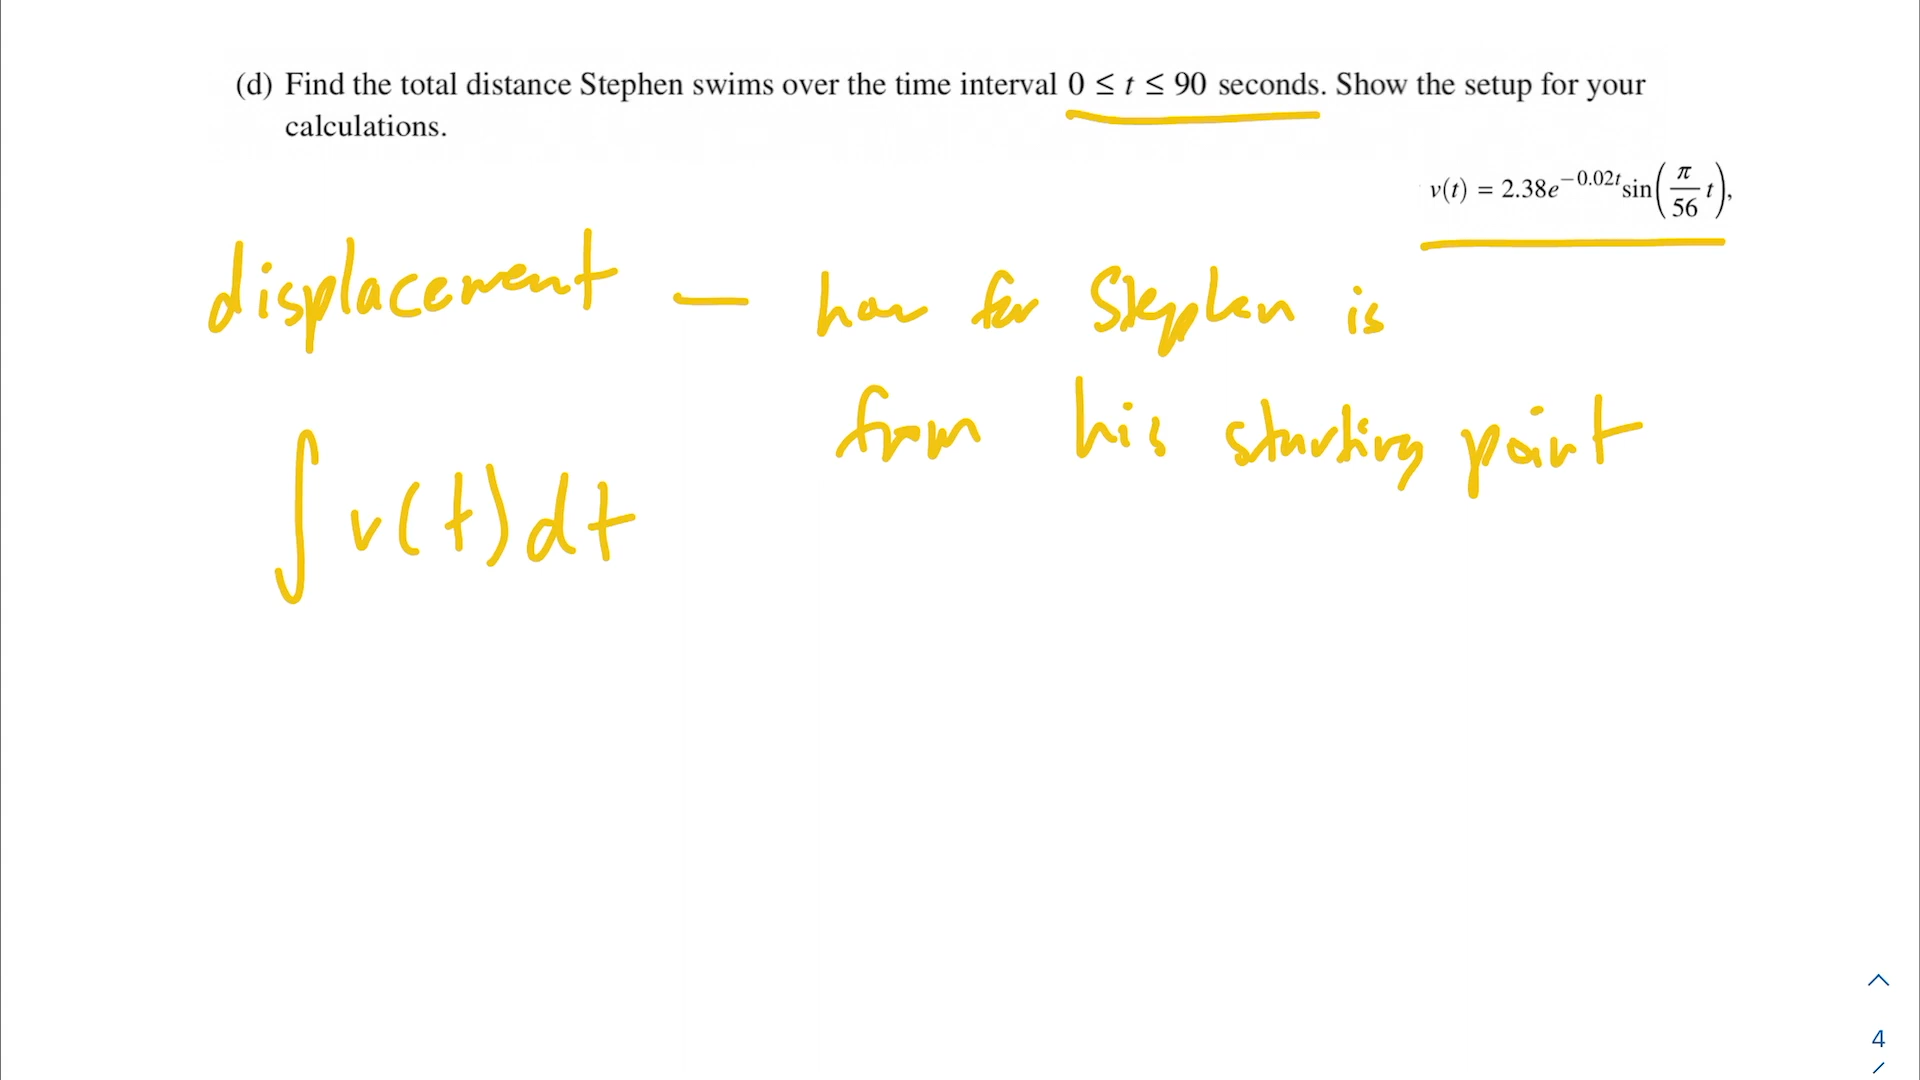 (d) Find the total distance Stephen swims over the time interval 0 ≤ t ≤ 90 seconds. Show the setup for your
calculations.
v(t) = 2.38e^{-0.02t} sin(π/56 t),
displacement — how far Stephen is
from his starting point
∫ v(t) dt
4